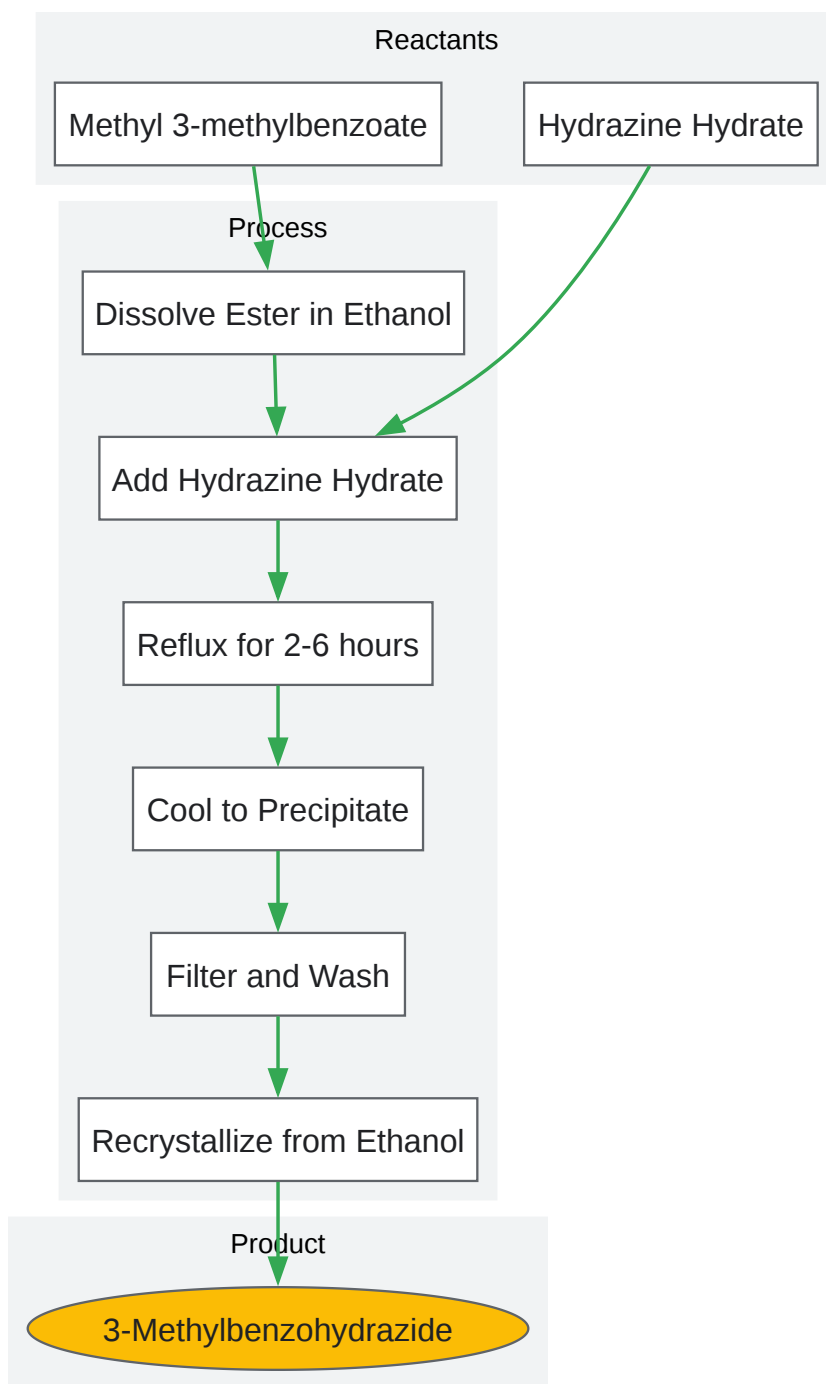 Reactants
Methyl 3-methylbenzoate
Hydrazine Hydrate
Process
Dissolve Ester in Ethanol
Add Hydrazine Hydrate
Reflux for 2-6 hours
Cool to Precipitate
Filter and Wash
Recrystallize from Ethanol
Product
3-Methylbenzohydrazide